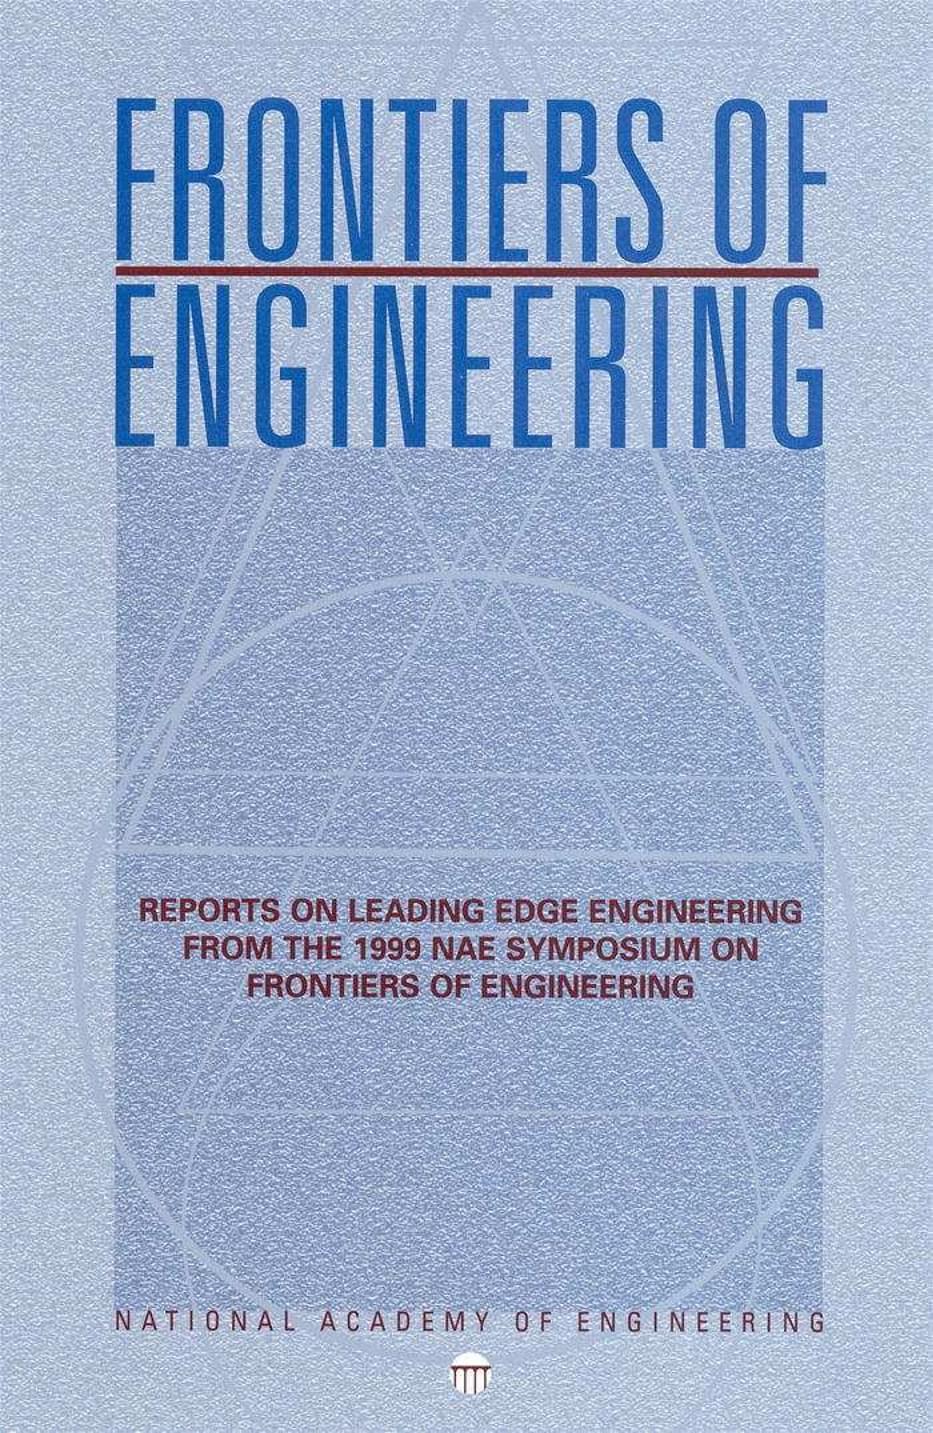 FRONTIERS OF
ENGINEERING
REPORTS ON LEADING EDGE ENGINEERING
FROM THE 1999 NAE SYMPOSIUM ON
FRONTIERS OF ENGINEERING
NATIONAL ACADEMY OF ENGINEERING